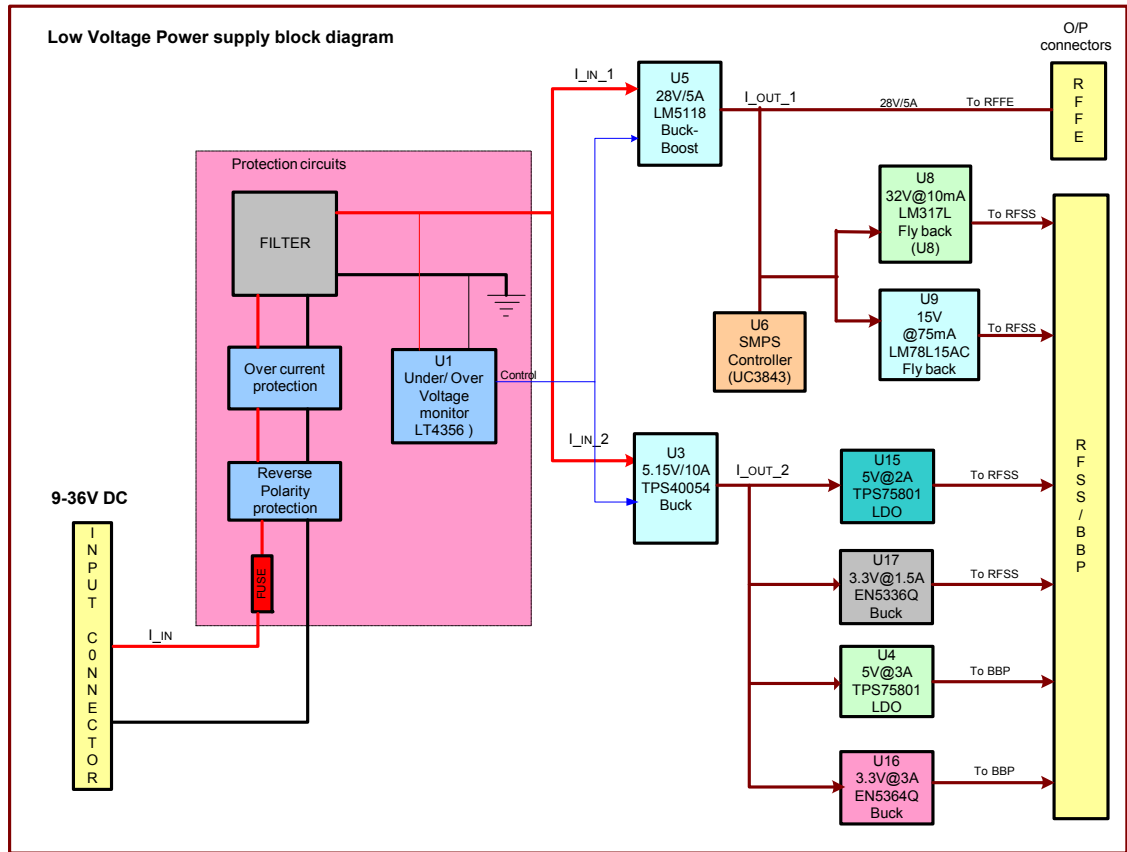 Low Voltage Power supply block diagram
O/P
connectors
I_IN_1
U5
28V/5A
LM5118
Buck-
Boost
I_OUT_1
28V/5A
To RFFE
R
F
F
E
Protection circuits
FILTER
U8
32V@10mA
LM317L
Fly back
(U8)
To RFSS
U9
15V
@75mA
LM78L15AC
Fly back
To RFSS
U6
SMPS
Controller
(UC3843)
Over current
protection
U1
Under/ Over
Voltage
monitor
LT4356 )
Control
I_IN_2
U3
5.15V/10A
TPS40054
Buck
I_OUT_2
U15
5V@2A
TPS75801
LDO
To RFSS
Reverse
Polarity
protection
9-36V DC
FUSE
U17
3.3V@1.5A
EN5336Q
Buck
To RFSS
I_IN
I
N
P
U
T
C
0
N
N
E
C
T
O
R
U4
5V@3A
TPS75801
LDO
To BBP
U16
3.3V@3A
EN5364Q
Buck
To BBP
R
F
S
S
/
B
B
P